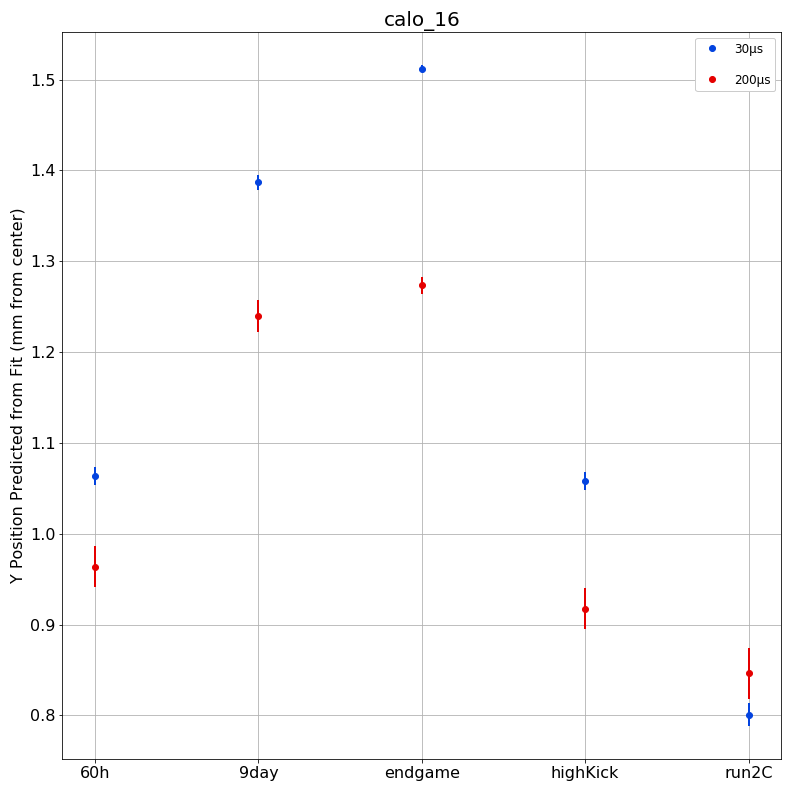 calo_16
30µs
200µs
Y Position Predicted from Fit (mm from center)
1.5
1.4
1.3
1.2
1.1
1.0
0.9
0.8
60h 9day endgame highKick run2C